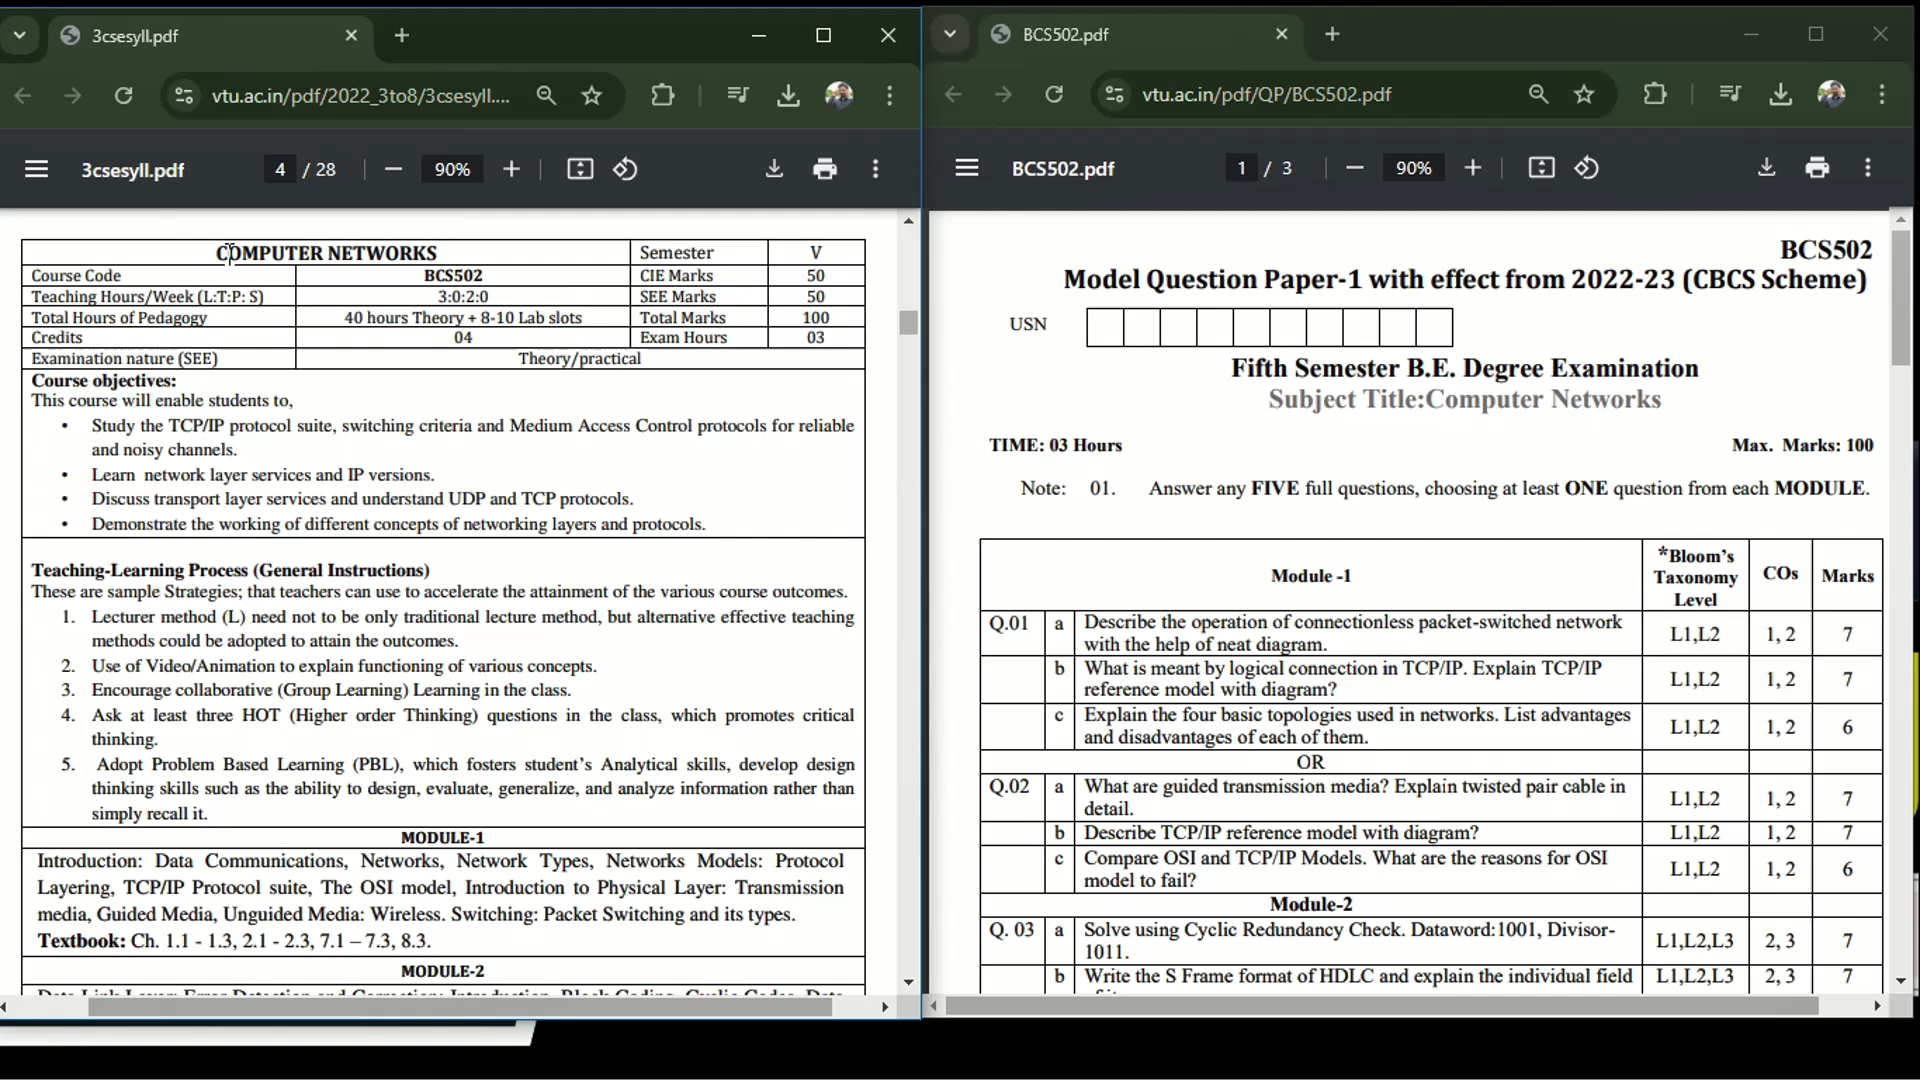 3csesyll.pdf
vtu.ac.in/pdf/2022_3to8/3csesyll....
3csesyll.pdf
4 / 28
90%
COMPUTER NETWORKS Semester V
Course Code BCS502 CIE Marks 50
Teaching Hours/Week (L:T:P: S) 3:0:2:0 SEE Marks 50
Total Hours of Pedagogy 40 hours Theory + 8-10 Lab slots Total Marks 100
Credits 04 Exam Hours 03
Examination nature (SEE) Theory/practical
Course objectives:
This course will enable students to,
• Study the TCP/IP protocol suite, switching criteria and Medium Access Control protocols for reliable
and noisy channels.
• Learn network layer services and IP versions.
• Discuss transport layer services and understand UDP and TCP protocols.
• Demonstrate the working of different concepts of networking layers and protocols.
Teaching-Learning Process (General Instructions)
These are sample Strategies; that teachers can use to accelerate the attainment of the various course outcomes.
1. Lecturer method (L) need not to be only traditional lecture method, but alternative effective teaching
methods could be adopted to attain the outcomes.
2. Use of Video/Animation to explain functioning of various concepts.
3. Encourage collaborative (Group Learning) Learning in the class.
4. Ask at least three HOT (Higher order Thinking) questions in the class, which promotes critical
thinking.
5. Adopt Problem Based Learning (PBL), which fosters student's Analytical skills, develop design
thinking skills such as the ability to design, evaluate, generalize, and analyze information rather than
simply recall it.
MODULE-1
Introduction: Data Communications, Networks, Network Types, Networks Models: Protocol
Layering, TCP/IP Protocol suite, The OSI model, Introduction to Physical Layer: Transmission
media, Guided Media, Unguided Media: Wireless. Switching: Packet Switching and its types.
Textbook: Ch. 1.1 - 1.3, 2.1 - 2.3, 7.1 – 7.3, 8.3.
MODULE-2
Data Link Layer: Error Detection and Correction: Introduction, Block Coding, Cyclic Codes, Data
BCS502.pdf
vtu.ac.in/pdf/QP/BCS502.pdf
BCS502.pdf
1 / 3
90%
BCS502
Model Question Paper-1 with effect from 2022-23 (CBCS Scheme)
USN
Fifth Semester B.E. Degree Examination
Subject Title:Computer Networks
TIME: 03 Hours Max. Marks: 100
Note: 01. Answer any FIVE full questions, choosing at least ONE question from each MODULE.
Module -1 *Bloom's Taxonomy Level COs Marks
Q.01 a Describe the operation of connectionless packet-switched network
with the help of neat diagram. L1,L2 1, 2 7
b What is meant by logical connection in TCP/IP. Explain TCP/IP
reference model with diagram? L1,L2 1, 2 7
c Explain the four basic topologies used in networks. List advantages
and disadvantages of each of them. L1,L2 1, 2 6
OR
Q.02 a What are guided transmission media? Explain twisted pair cable in
detail. L1,L2 1, 2 7
b Describe TCP/IP reference model with diagram? L1,L2 1, 2 7
c Compare OSI and TCP/IP Models. What are the reasons for OSI
model to fail? L1,L2 1, 2 6
Module-2
Q. 03 a Solve using Cyclic Redundancy Check. Dataword:1001, Divisor-
1011. L1,L2,L3 2, 3 7
b Write the S Frame format of HDLC and explain the individual field L1,L2,L3 2, 3 7